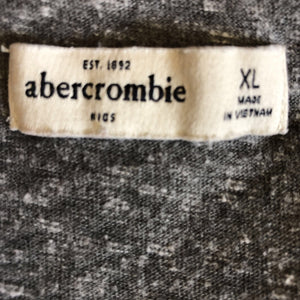 EST. 1892
abercrombie
KIDS
XL
MADE
IN VIETNAM